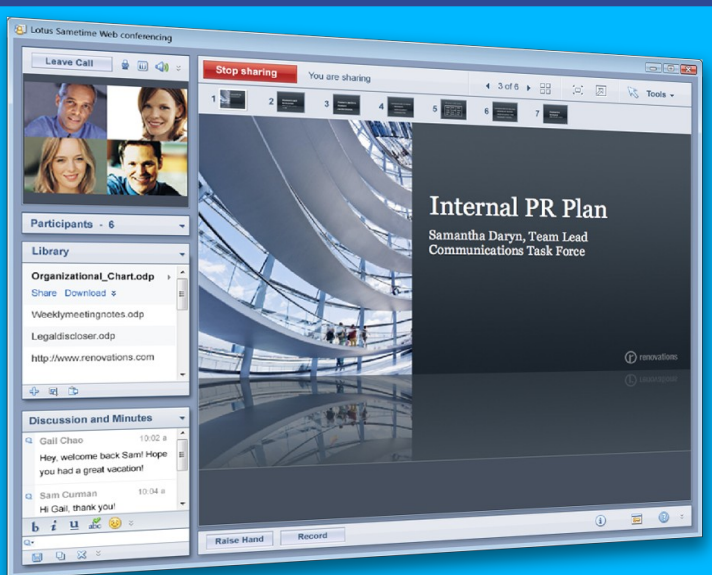 Lotus Sametime Web conferencing
Leave Call
Participants - 6
Library
Organizational_Chart.odp
Share Download
Weeklymeetingnotes.odp
Legaldiscloser.odp
http://www.renovations.com
Discussion and Minutes
Gail Chao 10:02 a
Hey, welcome back Sam! Hope
you had a great vacation!
Sam Curman 10:04 a
Hi Gail, thank you!
b i u abc
Stop sharing
You are sharing
3 of 6
Tools
1 2 3 4 5 6 7
Internal PR Plan
Samantha Daryn, Team Lead
Communications Task Force
r renovations
Raise Hand
Record